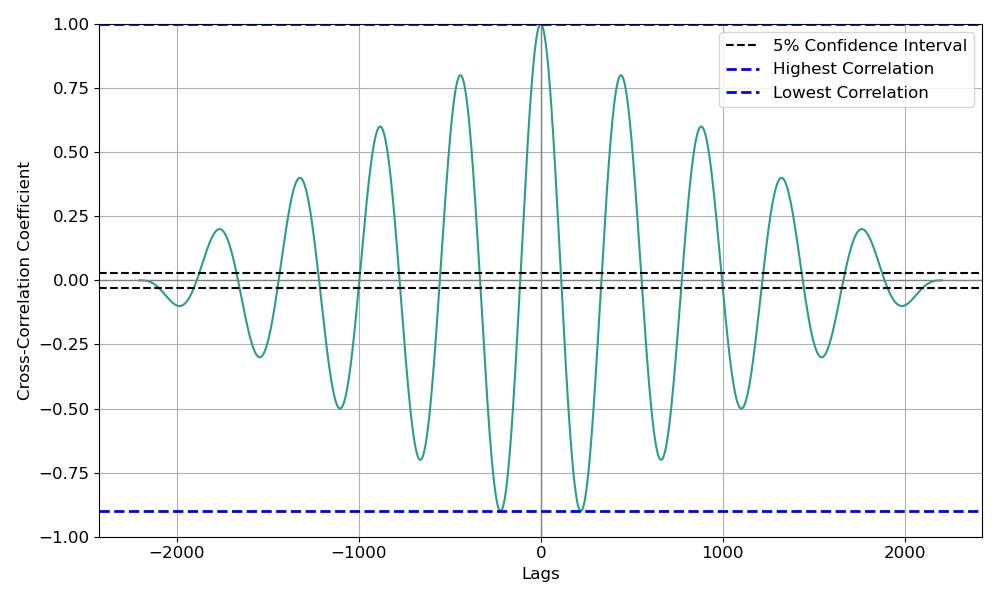 1.00
0.75
0.50
0.25
0.00
−0.25
−0.50
−0.75
−1.00
Cross-Correlation Coefficient
5% Confidence Interval
Highest Correlation
Lowest Correlation
−2000 −1000 0 1000 2000
Lags